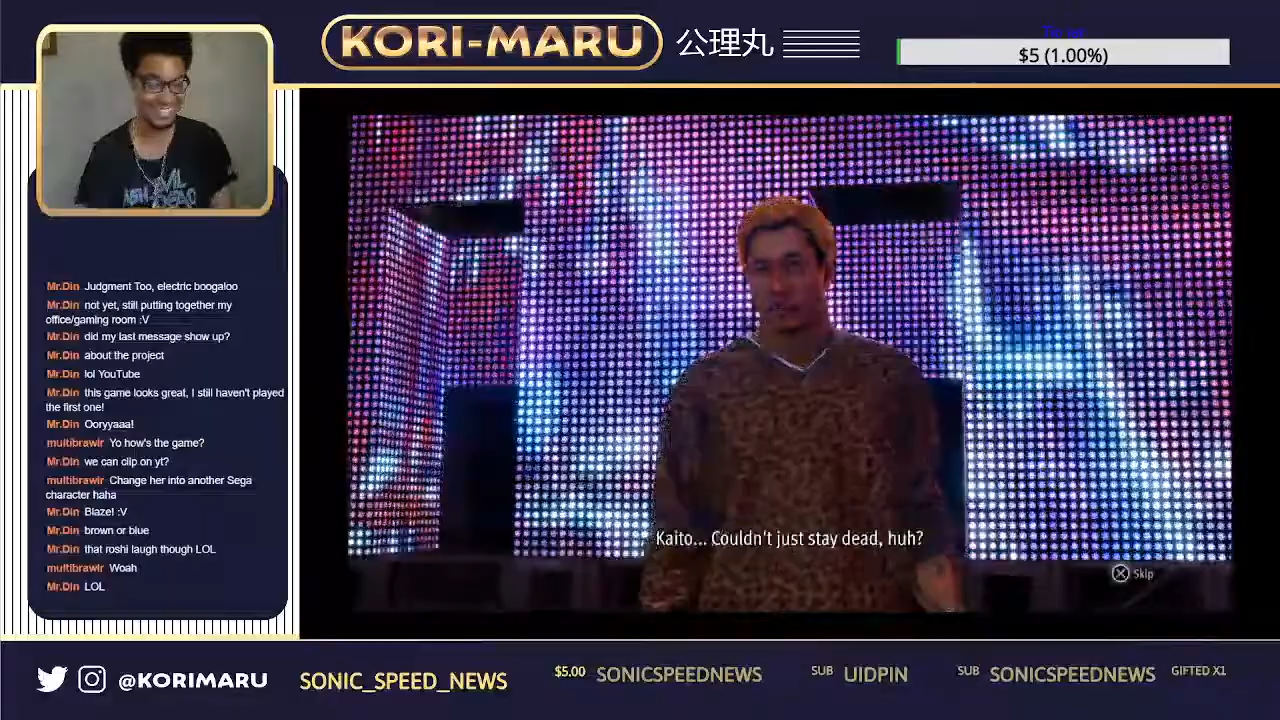 KORI-MARU 公理丸
$5 (1.00%)
Mr.Din Judgment Too, electric boogaloo
Mr.Din not yet, still putting together my
office/gaming room :V
Mr.Din did my last message show up?
Mr.Din about the project
Mr.Din lol YouTube
Mr.Din this game looks great, I still haven't played
the first one!
Mr.Din Ooryyaaa!
multibrawlr Yo how's the game?
Mr.Din we can clip on yt?
multibrawlr Change her into another Sega
character haha
Mr.Din Blaze! :V
Mr.Din brown or blue
Mr.Din that roshi laugh though LOL
multibrawlr Woah
Mr.Din LOL
Kaito... Couldn't just stay dead, huh?
Skip
@KORIMARU
SONIC_SPEED_NEWS
$5.00 SONICSPEEDNEWS
SUB UIDPIN
SUB SONICSPEEDNEWS GIFTED X1